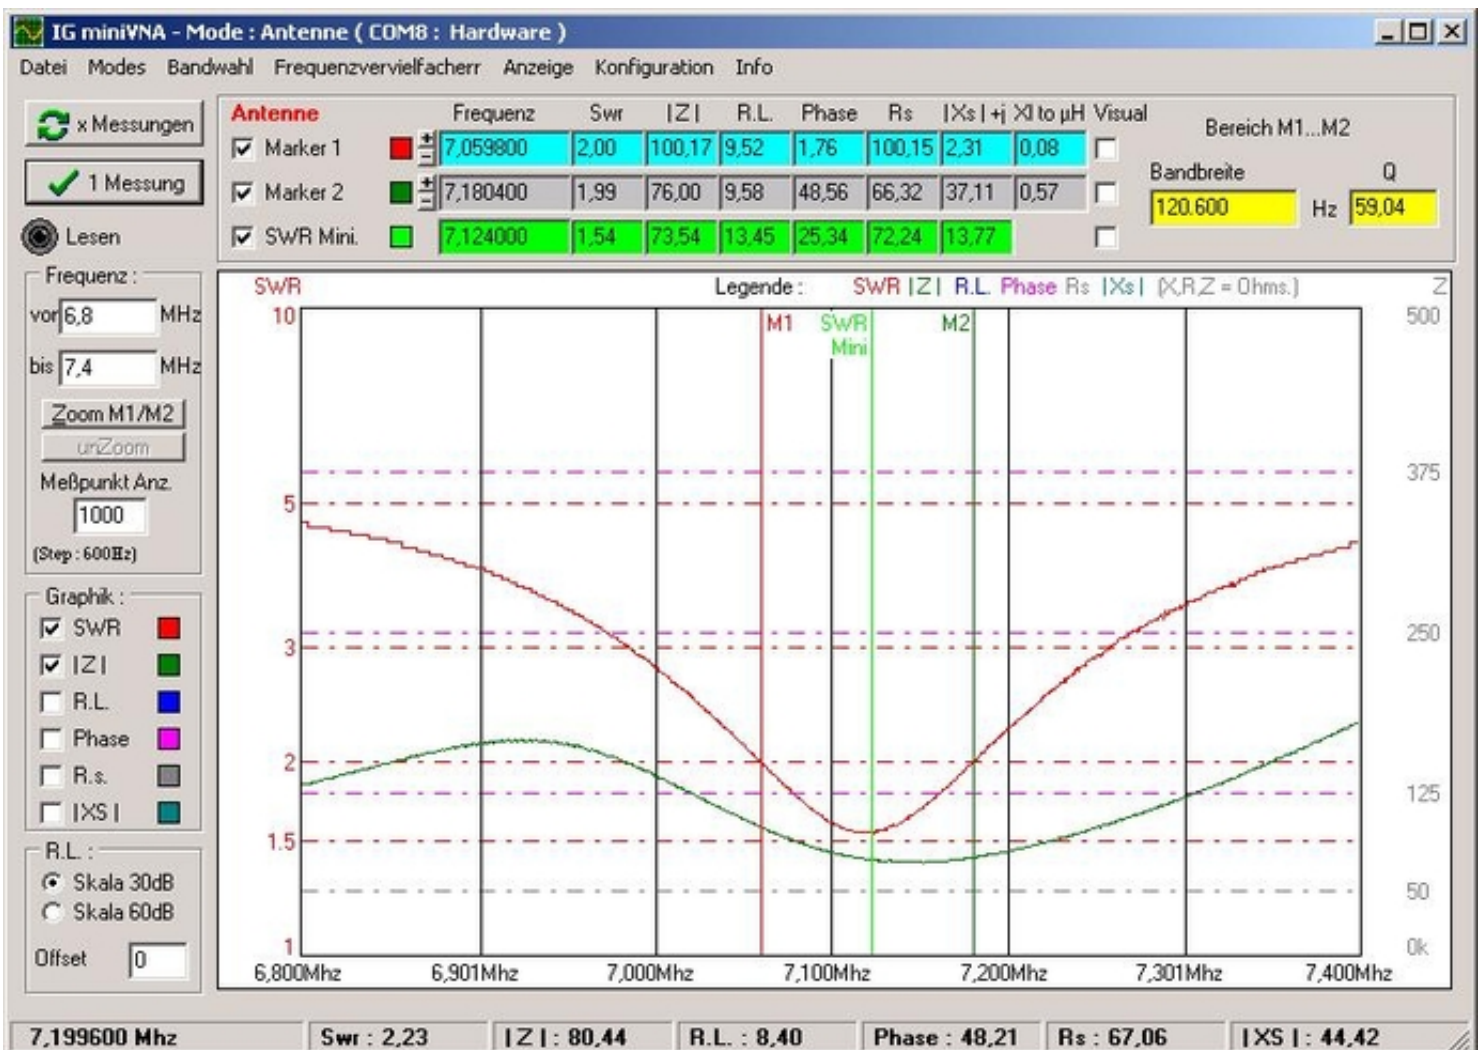 IG miniVNA - Mode : Antenne ( COM8 : Hardware )
Datei Modes Bandwahl Frequenzvervielfacherr Anzeige Konfiguration Info
x Messungen
1 Messung
Lesen
Antenne Frequenz Swr |Z| R.L. Phase Rs |Xs| +j Xl to µH Visual
Marker 1 + - 7,059800 2,00 100,17 9,52 1,76 100,15 2,31 0,08
Marker 2 + - 7,180400 1,99 76,00 9,58 48,56 66,32 37,11 0,57
SWR Mini. 7,124000 1,54 73,54 13,45 25,34 72,24 13,77
Bereich M1...M2
Bandbreite Q
120.600 Hz 59,04
Frequenz :
vor 6,8 MHz
bis 7,4 MHz
Zoom M1/M2
unZoom
Meßpunkt Anz.
1000
(Step : 600Hz)
Graphik :
SWR
|Z|
R.L.
Phase
R.s.
|XS|
R.L. :
Skala 30dB
Skala 60dB
Offset 0
SWR Legende : SWR |Z| R.L. Phase Rs |Xs| (X,R,Z = Ohms.) Z
10 M1 SWR M2 500
Mini
375
5
250
3
2
125
1.5
50
1 0k
6,800Mhz 6,901Mhz 7,000Mhz 7,100Mhz 7,200Mhz 7,301Mhz 7,400Mhz
7,199600 Mhz Swr : 2,23 |Z| : 80,44 R.L. : 8,40 Phase : 48,21 Rs : 67,06 |XS| : 44,42